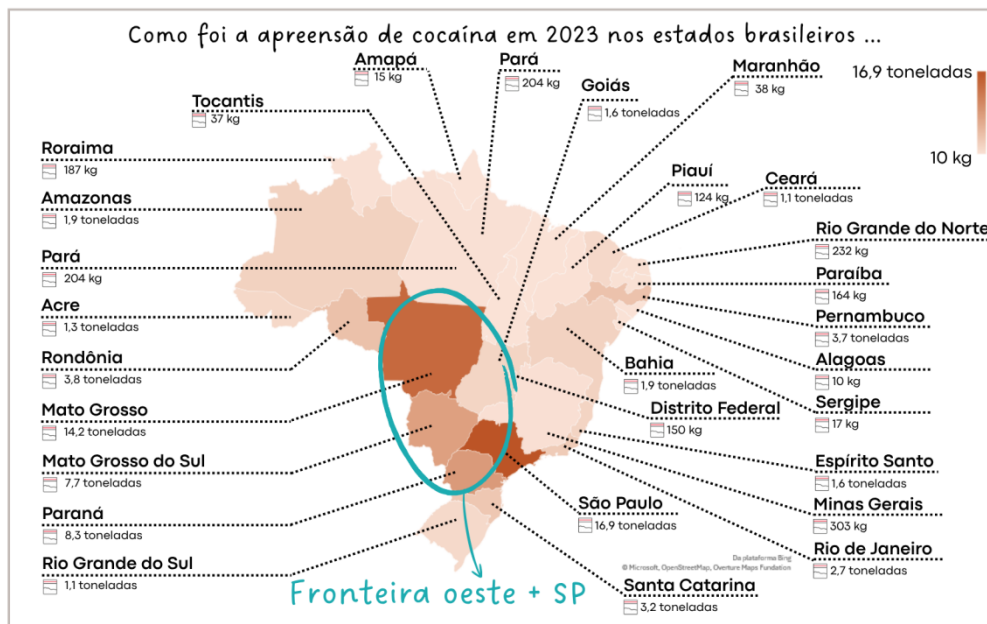 Como foi a apreensão de cocaína em 2023 nos estados brasileiros ...
Amapá
15 kg
Pará
204 kg
Goiás
1,6 toneladas
Maranhão
38 kg
16,9 toneladas
10 kg
Tocantis
37 kg
Roraima
187 kg
Piauí
124 kg
Ceará
1,1 toneladas
Amazonas
1,9 toneladas
Rio Grande do Norte
232 kg
Pará
204 kg
Paraíba
164 kg
Acre
1,3 toneladas
Pernambuco
3,7 toneladas
Rondônia
3,8 toneladas
Bahia
1,9 toneladas
Alagoas
10 kg
Mato Grosso
14,2 toneladas
Distrito Federal
150 kg
Sergipe
17 kg
Mato Grosso do Sul
7,7 toneladas
Espírito Santo
1,6 toneladas
Paraná
8,3 toneladas
São Paulo
16,9 toneladas
Minas Gerais
303 kg
Rio Grande do Sul
1,1 toneladas
Rio de Janeiro
2,7 toneladas
Da plataforma Bing
© Microsoft, OpenStreetMap, Overture Maps Fundation
Fronteira oeste + SP
Santa Catarina
3,2 toneladas